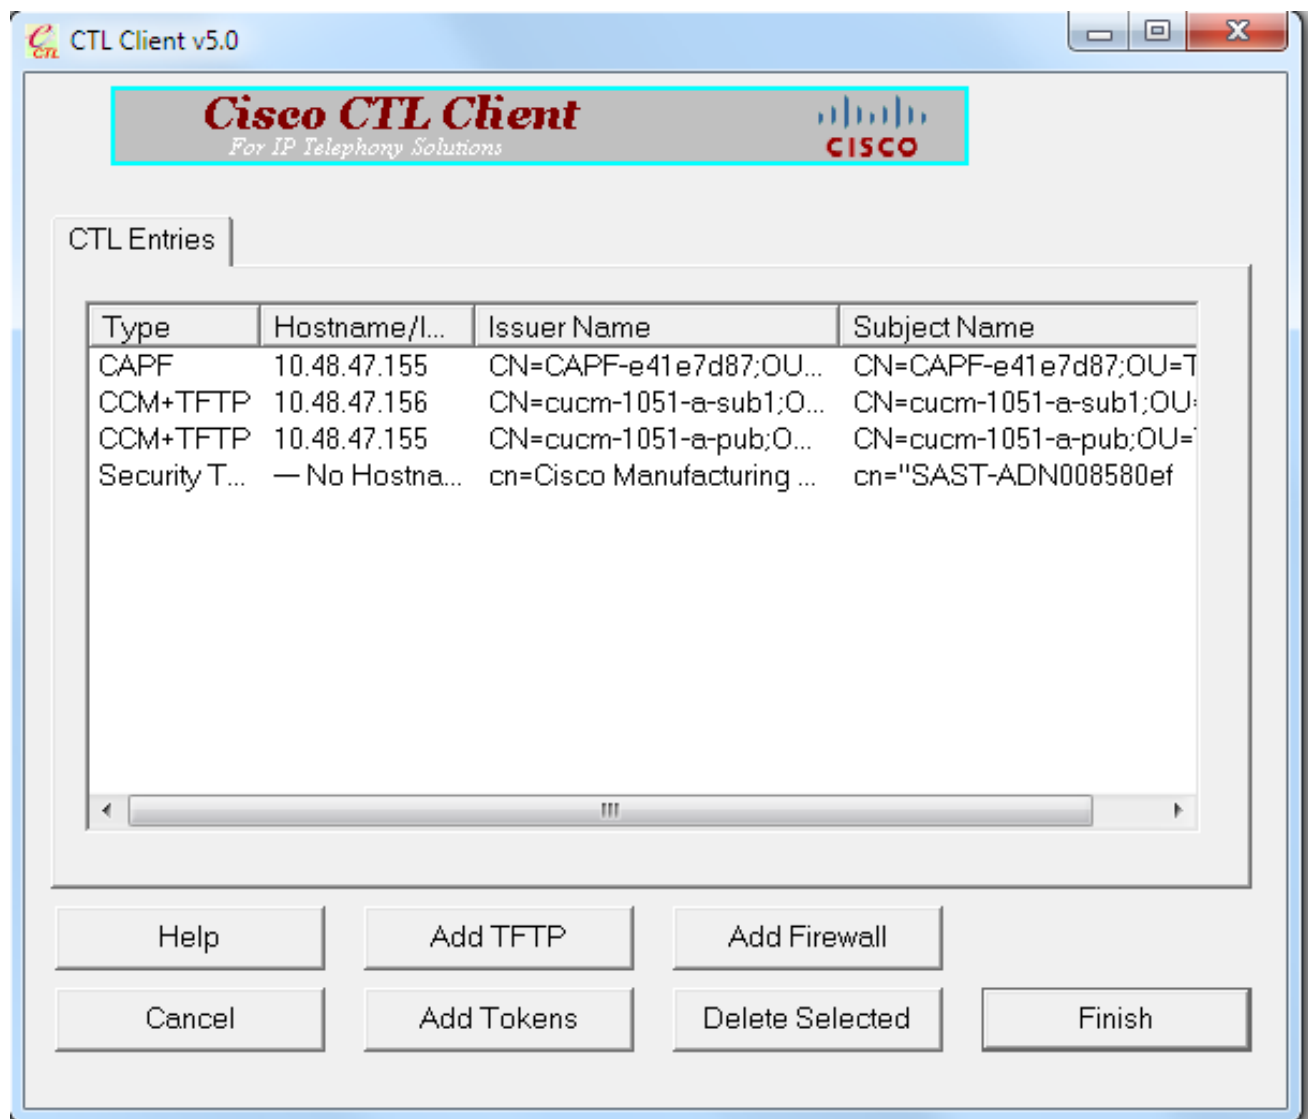 CTL
CTL Client v5.0
Cisco CTL Client
For IP Telephony Solutions
CISCO
CTL Entries
Type Hostname/I... Issuer Name Subject Name
CAPF 10.48.47.155 CN=CAPF-e41e7d87;OU... CN=CAPF-e41e7d87;OU=T
CCM+TFTP 10.48.47.156 CN=cucm-1051-a-sub1;O... CN=cucm-1051-a-sub1;OU=
CCM+TFTP 10.48.47.155 CN=cucm-1051-a-pub;O... CN=cucm-1051-a-pub;OU=T
Security T... — No Hostna... cn=Cisco Manufacturing ... cn="SAST-ADN008580ef
Help Add TFTP Add Firewall
Cancel Add Tokens Delete Selected Finish